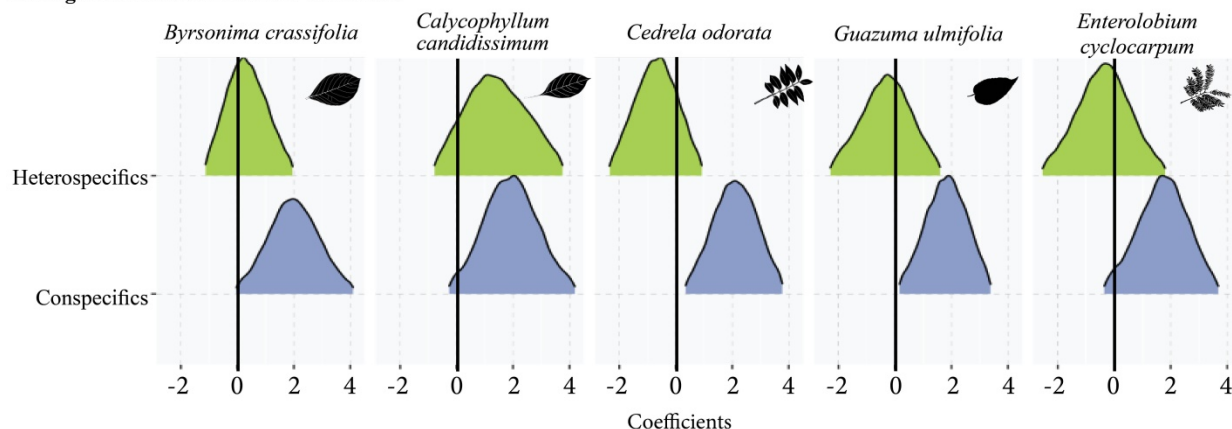 Byrsonima crassifolia
Calycophyllum
candidissimum
Cedrela odorata
Guazuma ulmifolia
Enterolobium
cyclocarpum
Heterospecifics
Conspecifics
-2 0 2 4 -2 0 2 4 -2 0 2 4 -2 0 2 4 -2 0 2 4
Coefficients